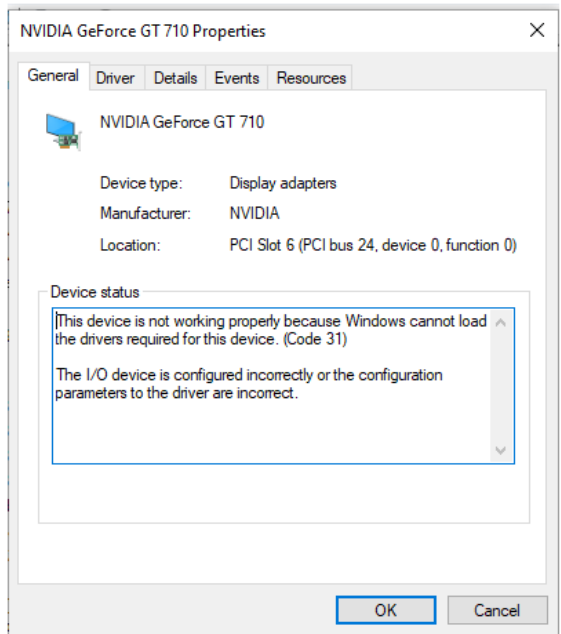 NVIDIA GeForce GT 710 Properties
General Driver Details Events Resources
NVIDIA GeForce GT 710
Device type: Display adapters
Manufacturer: NVIDIA
Location: PCI Slot 6 (PCI bus 24, device 0, function 0)
Device status
This device is not working properly because Windows cannot load
the drivers required for this device. (Code 31)
The I/O device is configured incorrectly or the configuration
parameters to the driver are incorrect.
OK Cancel